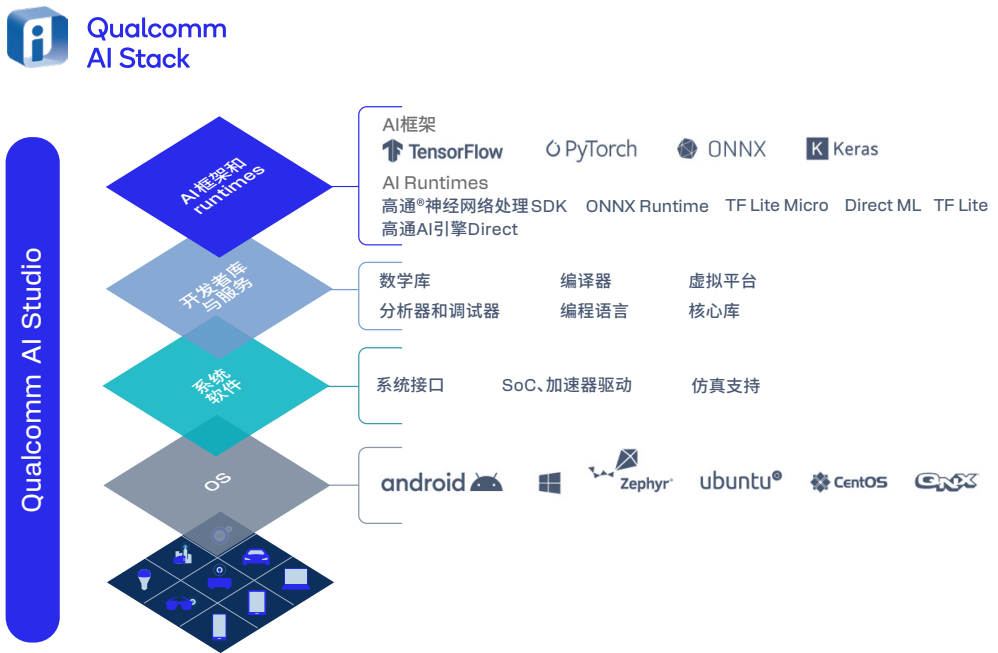 Qualcomm
AI Stack
Qualcomm AI Studio
AI框架和
runtimes
AI框架
TensorFlow PyTorch ONNX Keras
AI Runtimes
高通®神经网络处理SDK ONNX Runtime TF Lite Micro Direct ML TF Lite
高通AI引擎Direct
开发者库
与服务
数学库 编译器 虚拟平台
分析器和调试器 编程语言 核心库
系统
软件
系统接口 SoC、加速器驱动 仿真支持
OS
android Zephyr ubuntu CentOS QNX